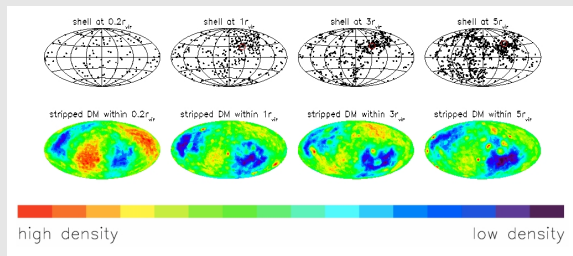 shell at 0.2r_vir shell at 1r_vir shell at 3r_vir shell at 5r_vir
stripped DM within 0.2r_vir stripped DM within 1r_vir stripped DM within 3r_vir stripped DM within 5r_vir
high density low density